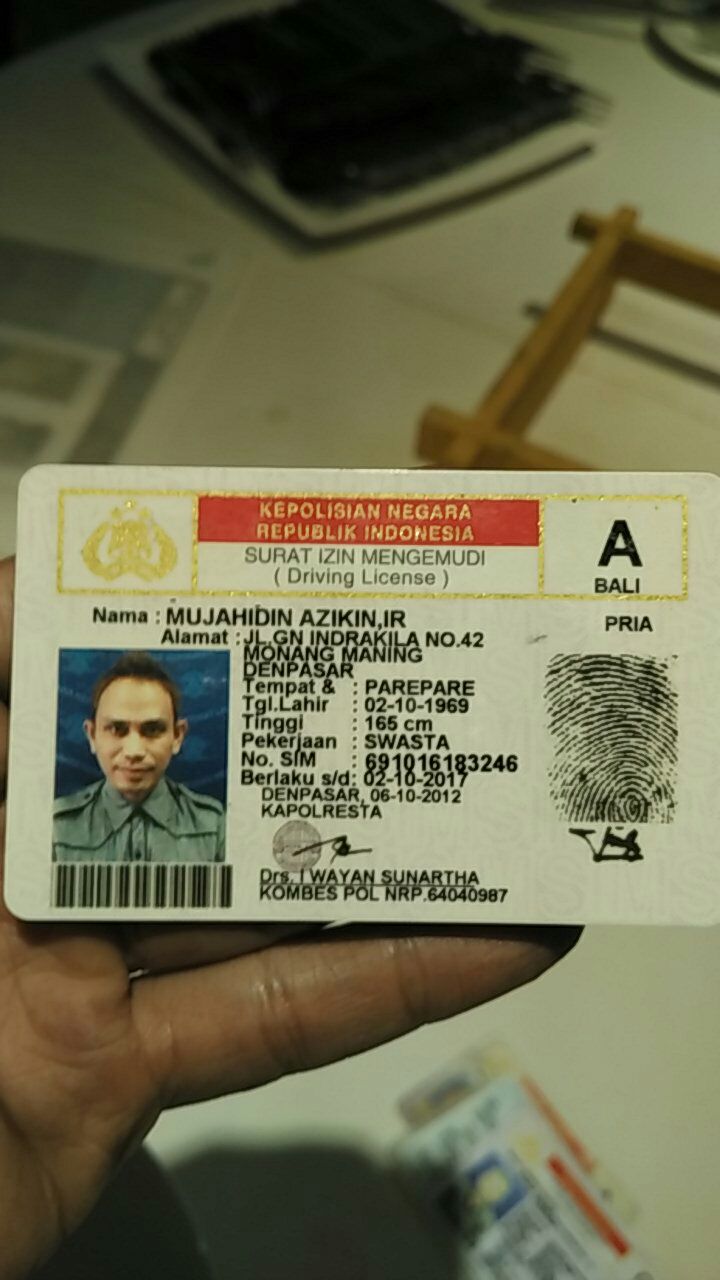 KEPOLISIAN NEGARA
REPUBLIK INDONESIA
SURAT IZIN MENGEMUDI
( Driving License )
A
BALI
Nama : MUJAHIDIN AZIKIN,IR
PRIA
Alamat : JL.GN INDRAKILA NO.42
MONANG MANING
DENPASAR
Tempat & : PAREPARE
Tgl.Lahir : 02-10-1969
Tinggi : 165 cm
Pekerjaan : SWASTA
No. SIM : 691016183246
Berlaku s/d: 02-10-2017
DENPASAR, 06-10-2012
KAPOLRESTA
Drs. I WAYAN SUNARTHA
KOMBES POL NRP.64040987